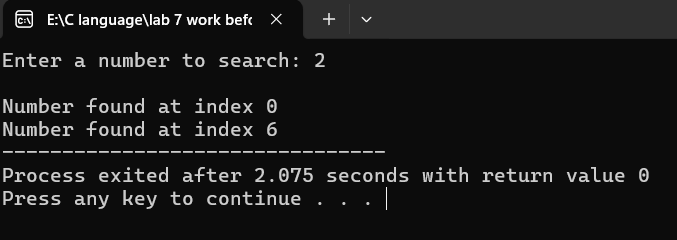 E:\C language\lab 7 work befo
Enter a number to search: 2
Number found at index 0
Number found at index 6
--------------------------------
Process exited after 2.075 seconds with return value 0
Press any key to continue . . .